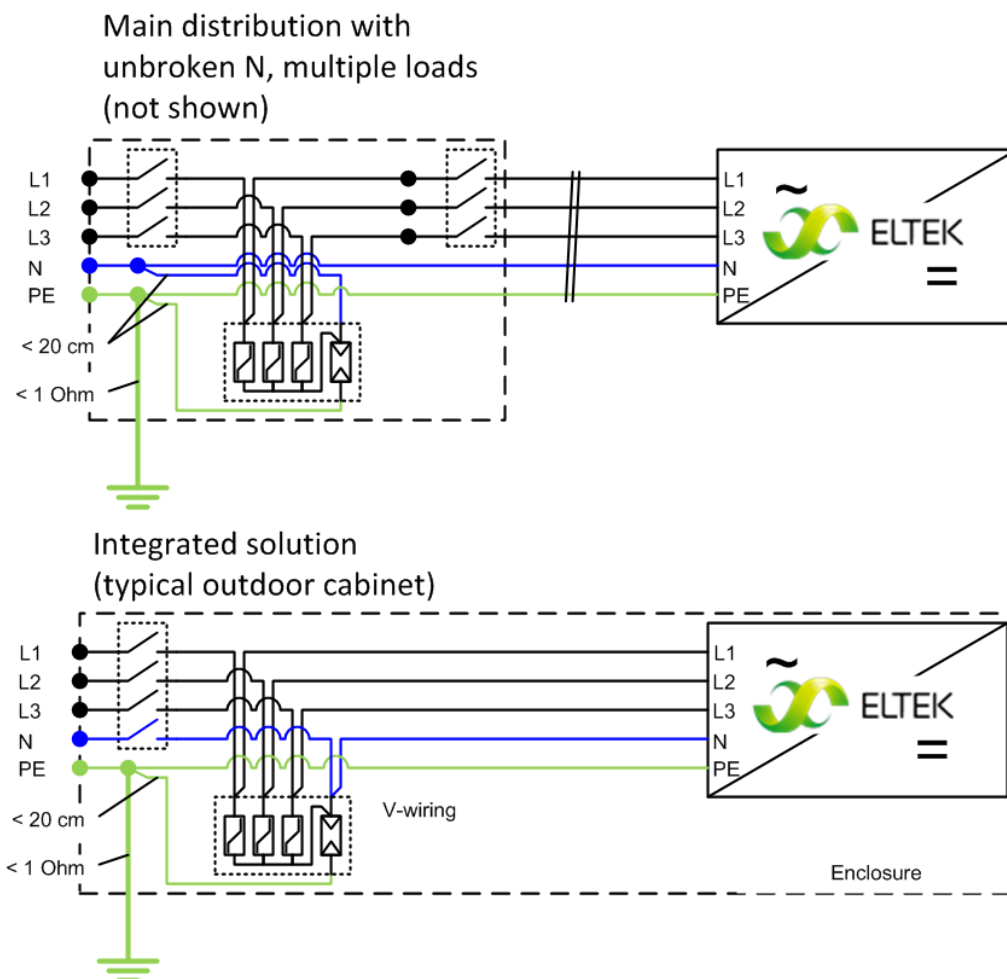 Main distribution with
unbroken N, multiple loads
(not shown)
L1
L2
L3
N
PE
< 20 cm
< 1 Ohm
L1
L2
L3
N
PE
~
ELTEK
=
Integrated solution
(typical outdoor cabinet)
L1
L2
L3
N
PE
< 20 cm
< 1 Ohm
V-wiring
L1
L2
L3
N
PE
~
ELTEK
=
Enclosure